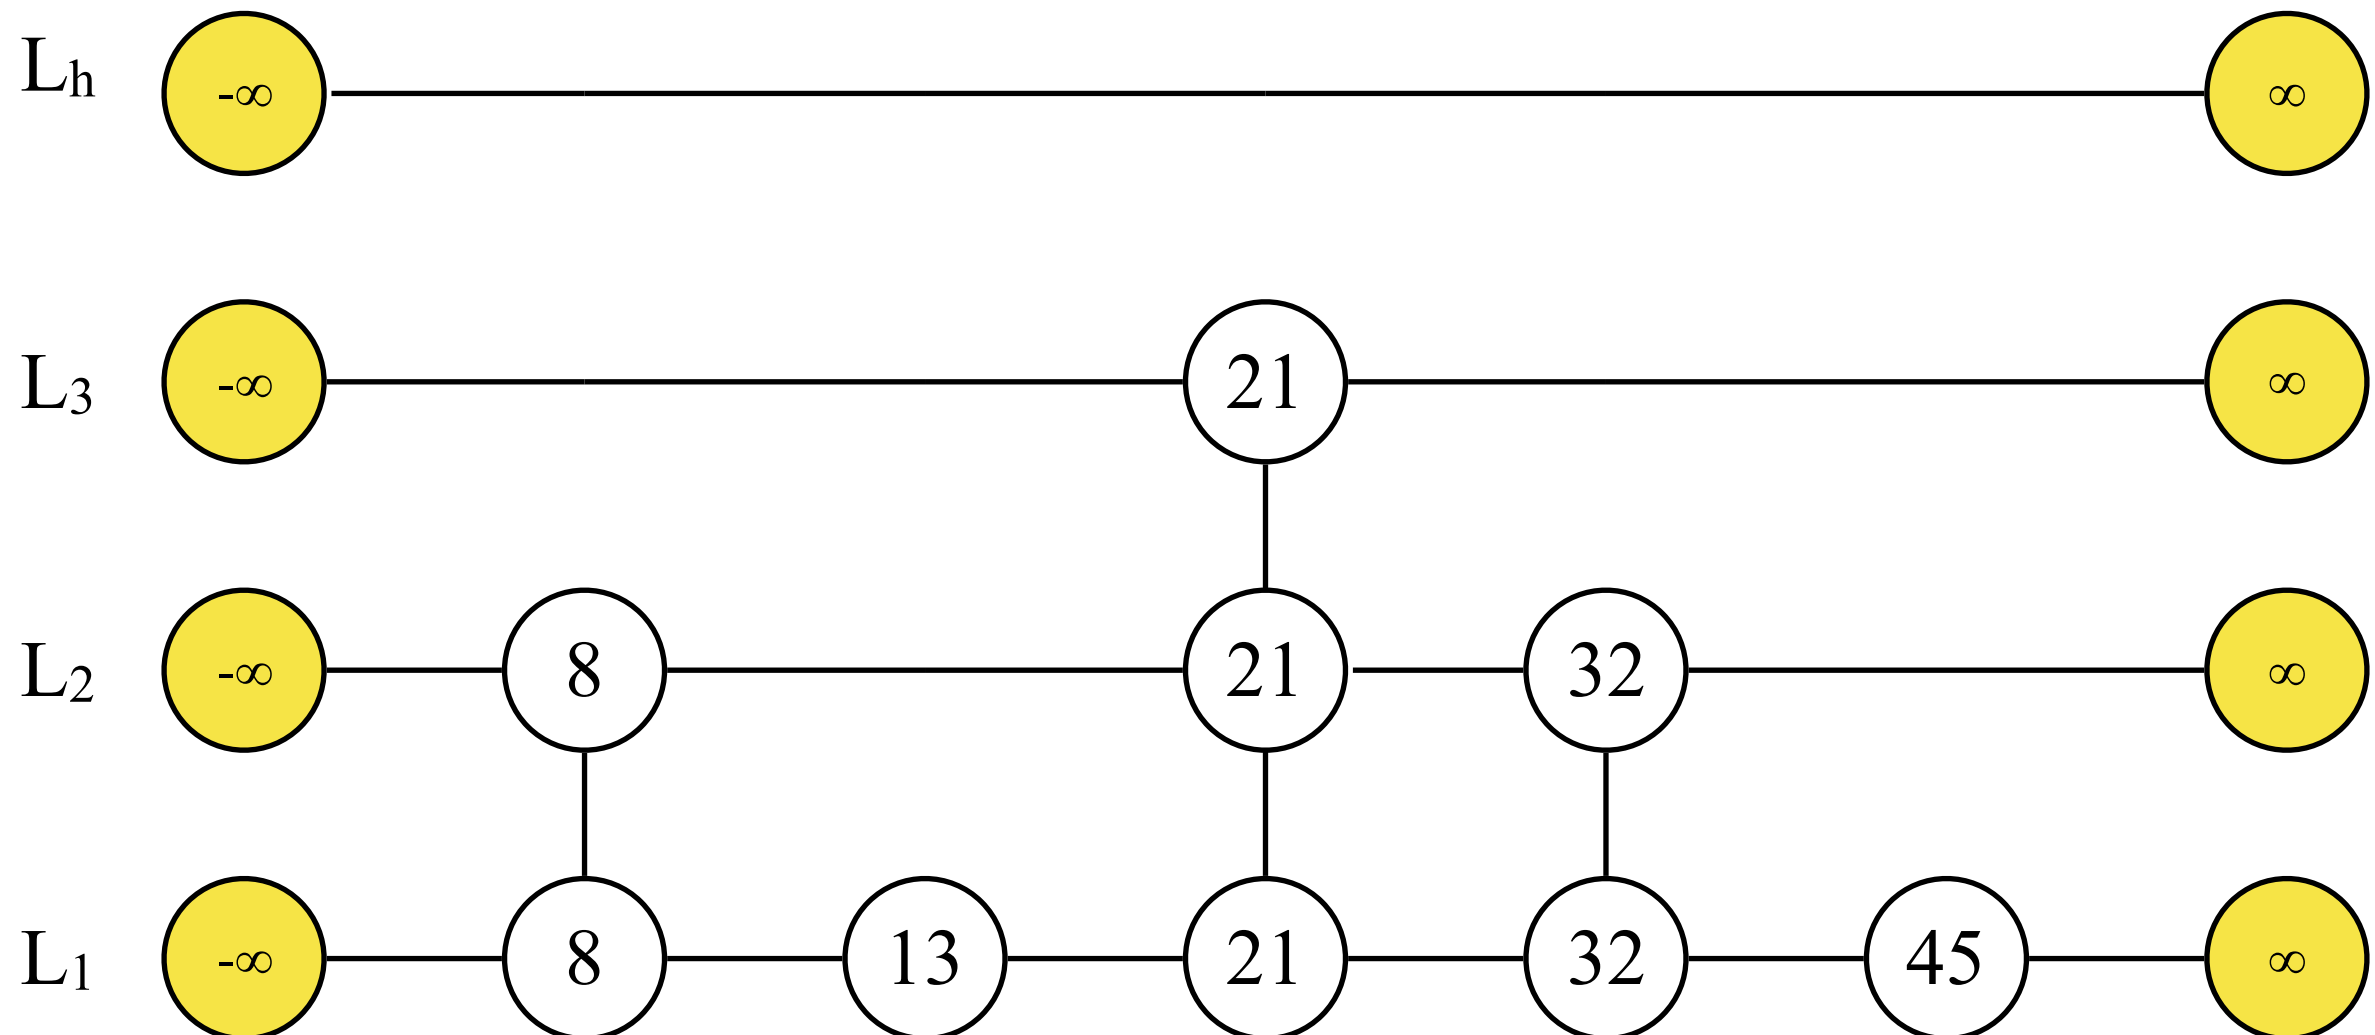 Lh -∞ ∞
L3 -∞ 21 ∞
L2 -∞ 8 21 32 ∞
L1 -∞ 8 13 21 32 45 ∞